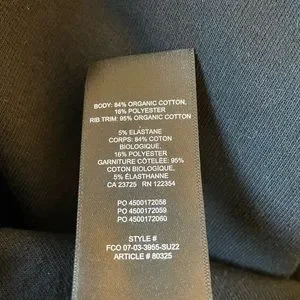 BODY: 84% ORGANIC COTTON,
16% POLYESTER
RIB TRIM: 95% ORGANIC COTTON
5% ELASTANE
CORPS: 84% COTON
BIOLOGIQUE,
16% POLYESTER
GARNITURE CÔTELÉE: 95%
COTON BIOLOGIQUE,
5% ÉLASTHANNE
CA 23725 RN 122354
PO 4500172058
PO 4500172059
PO 4500172060
STYLE #
FCO 07-03-3955-SU22
ARTICLE # 80325